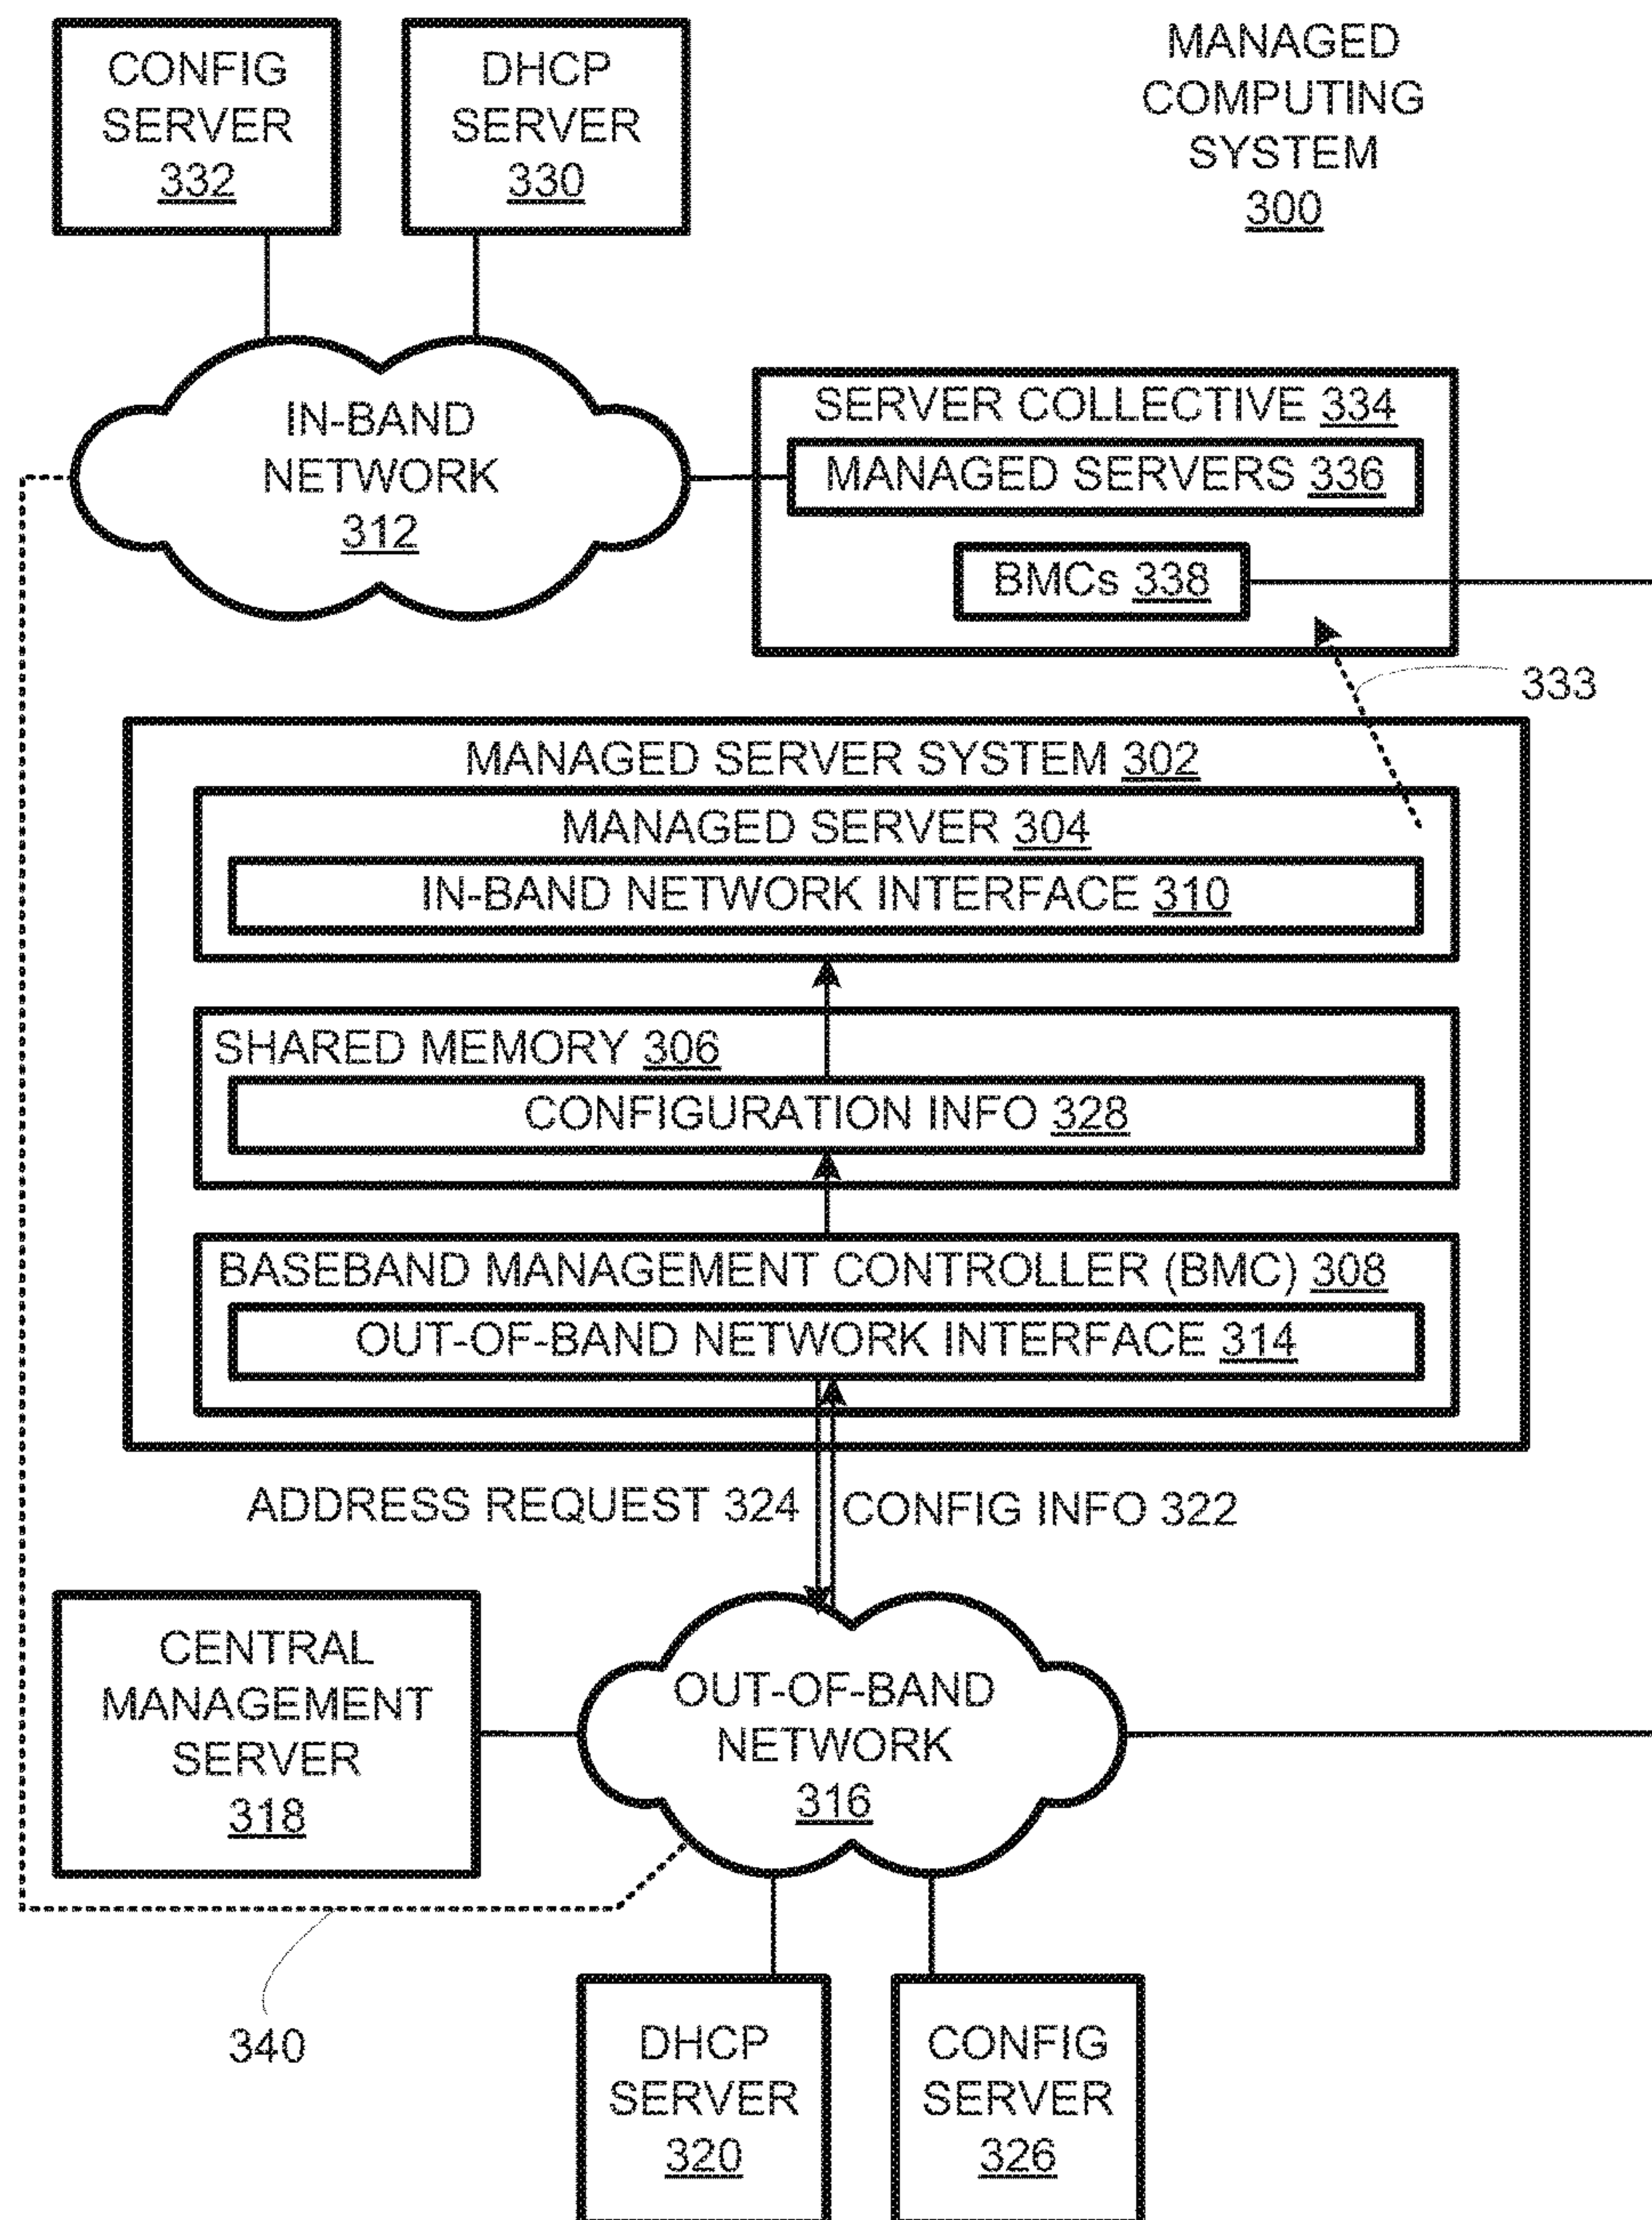 CONFIG
SERVER
332
DHCP
SERVER
330
MANAGED
COMPUTING
SYSTEM
300
IN-BAND
NETWORK
312
SERVER COLLECTIVE 334
MANAGED SERVERS 336
BMCs 338
333
MANAGED SERVER SYSTEM 302
MANAGED SERVER 304
IN-BAND NETWORK INTERFACE 310
SHARED MEMORY 306
CONFIGURATION INFO 328
BASEBAND MANAGEMENT CONTROLLER (BMC) 308
OUT-OF-BAND NETWORK INTERFACE 314
ADDRESS REQUEST 324
CONFIG INFO 322
CENTRAL
MANAGEMENT
SERVER
318
OUT-OF-BAND
NETWORK
316
340
DHCP
SERVER
320
CONFIG
SERVER
326